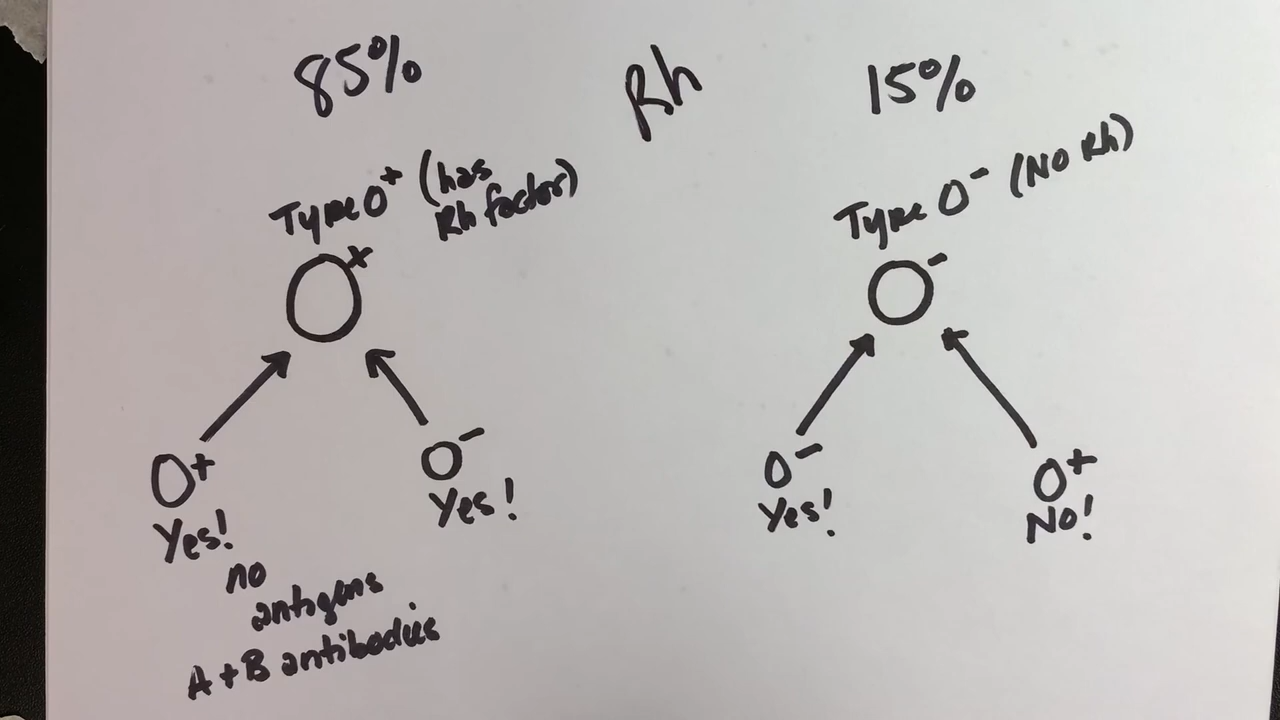 85%
Rh
15%
Type O+ (has
Rh factor)
Type O- (No Rh)
O+
O-
O+
Yes!
O-
Yes!
O-
Yes!
O+
No!
no
antigens
A+B antibodies